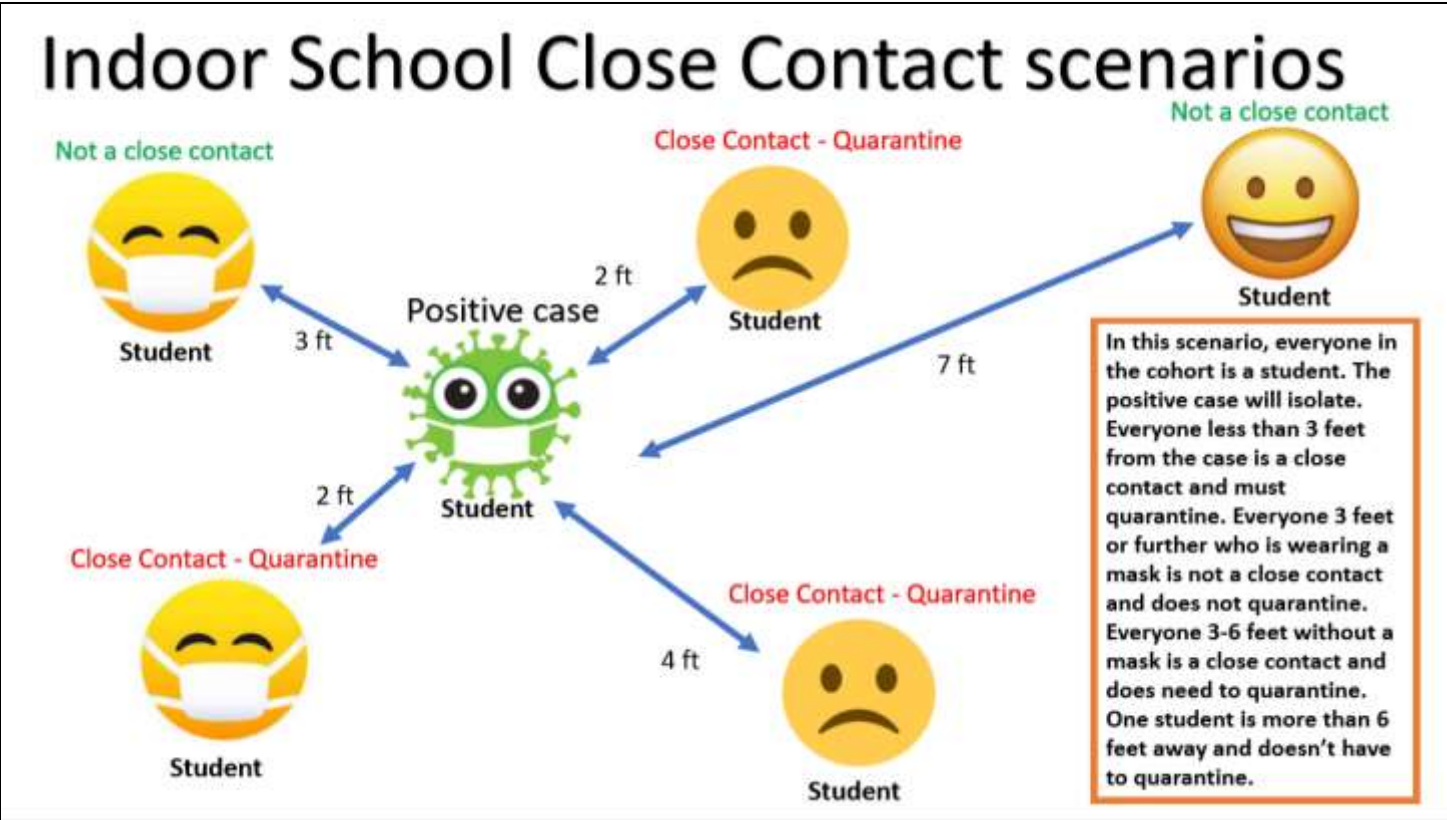 Indoor School Close Contact scenarios
Not a close contact
Student
3 ft
Positive case
Student
2 ft
Close Contact - Quarantine
Student
7 ft
Not a close contact
Student
2 ft
Close Contact - Quarantine
Student
4 ft
Close Contact - Quarantine
Student
In this scenario, everyone in
the cohort is a student. The
positive case will isolate.
Everyone less than 3 feet
from the case is a close
contact and must
quarantine. Everyone 3 feet
or further who is wearing a
mask is not a close contact
and does not quarantine.
Everyone 3-6 feet without a
mask is a close contact and
does need to quarantine.
One student is more than 6
feet away and doesn't have
to quarantine.